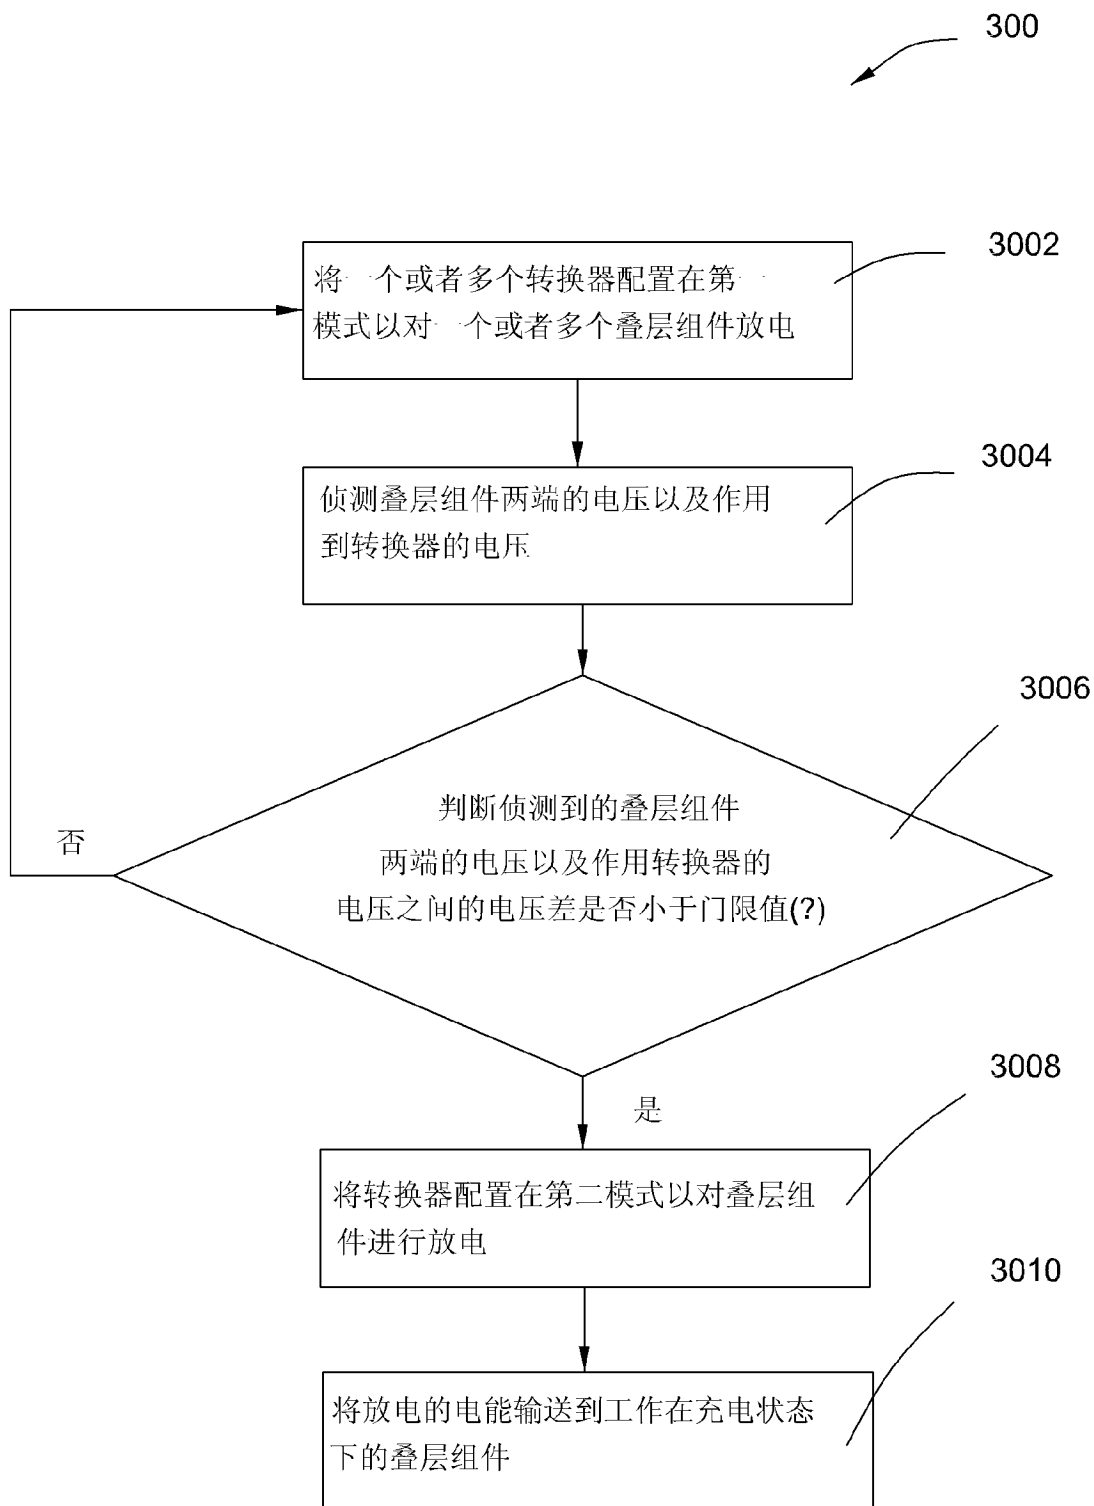 300
3002
将一个或者多个转换器配置在第一
模式以对一个或者多个叠层组件放电
3004
侦测叠层组件两端的电压以及作用
到转换器的电压
3006
判断侦测到的叠层组件
否
两端的电压以及作用转换器的
电压之间的电压差是否小于门限值(?)
3008
是
将转换器配置在第二模式以对叠层组
件进行放电
3010
将放电的电能输送到工作在充电状态
下的叠层组件